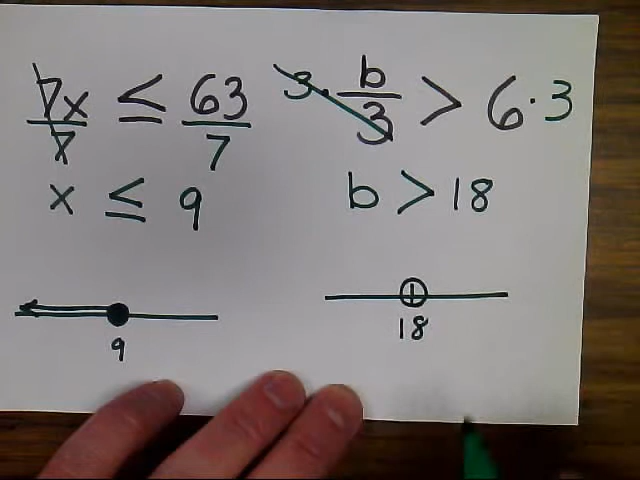 7x/7 ≤ 63/7
x ≤ 9
9
3 · b/3 > 6 · 3
b > 18
18